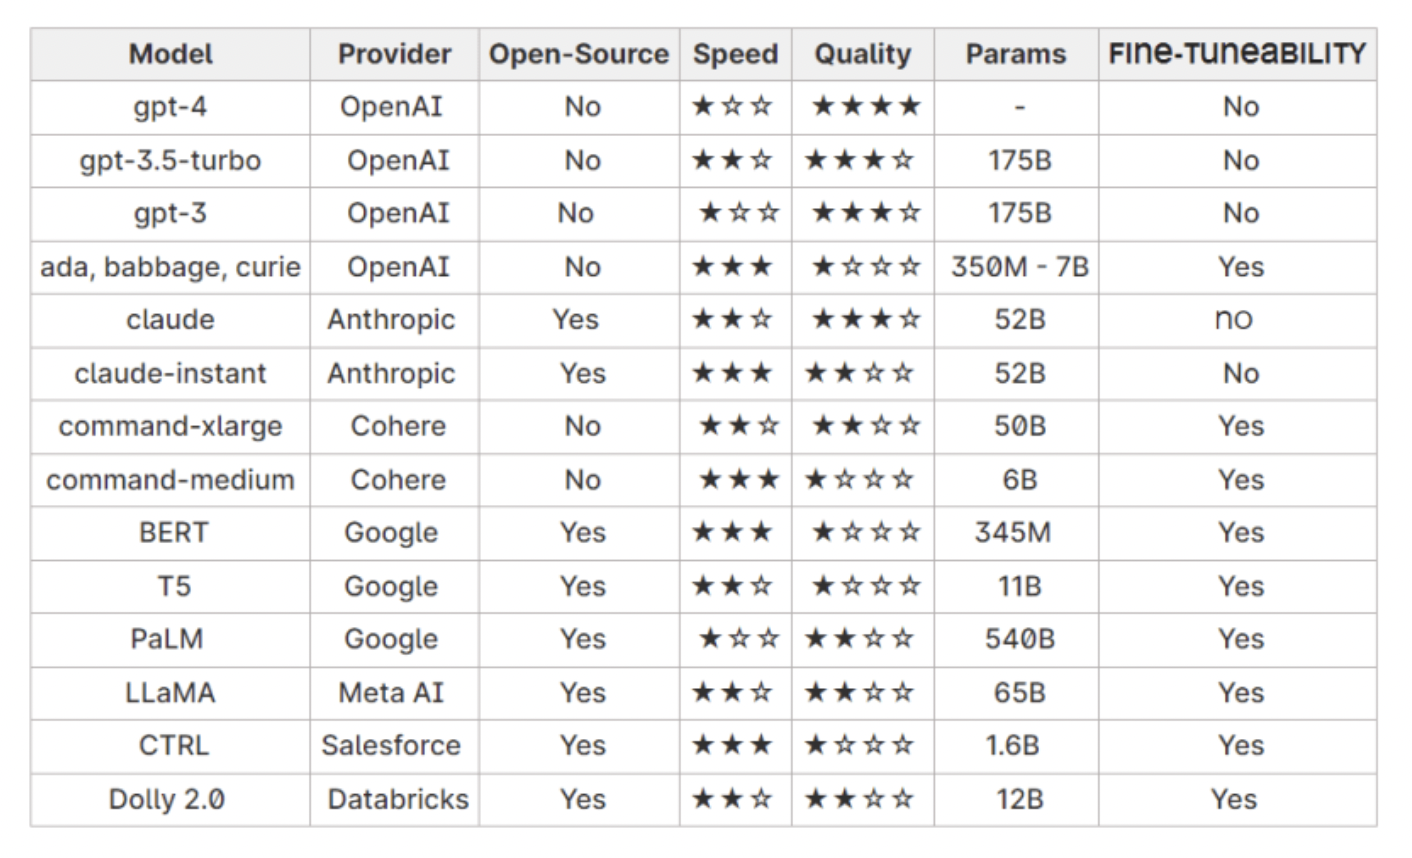 Model Provider Open-Source Speed Quality Params FIne-TuneaBILITY
gpt-4 OpenAI No ★☆☆ ★★★★ - No
gpt-3.5-turbo OpenAI No ★★☆ ★★★☆ 175B No
gpt-3 OpenAI No ★☆☆ ★★★☆ 175B No
ada, babbage, curie OpenAI No ★★★ ★☆☆☆ 350M - 7B Yes
claude Anthropic Yes ★★☆ ★★★☆ 52B no
claude-instant Anthropic Yes ★★★ ★★☆☆ 52B No
command-xlarge Cohere No ★★☆ ★★☆☆ 50B Yes
command-medium Cohere No ★★★ ★☆☆☆ 6B Yes
BERT Google Yes ★★★ ★☆☆☆ 345M Yes
T5 Google Yes ★★☆ ★☆☆☆ 11B Yes
PaLM Google Yes ★☆☆ ★★☆☆ 540B Yes
LLaMA Meta AI Yes ★★☆ ★★☆☆ 65B Yes
CTRL Salesforce Yes ★★★ ★☆☆☆ 1.6B Yes
Dolly 2.0 Databricks Yes ★★☆ ★★☆☆ 12B Yes